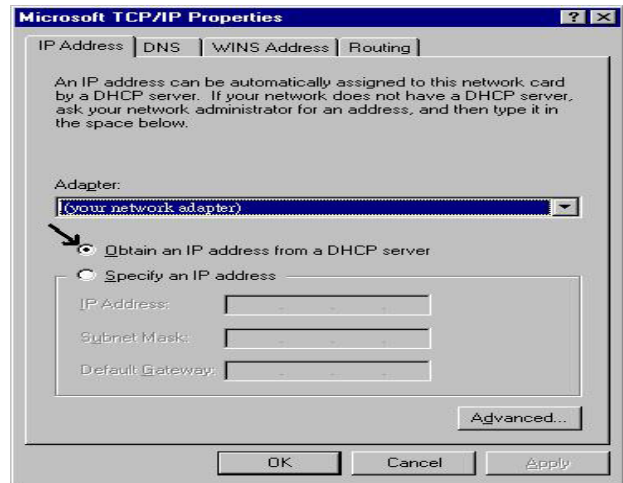 Microsoft TCP/IP Properties
IP Address DNS WINS Address Routing
An IP address can be automatically assigned to this network card
by a DHCP server. If your network does not have a DHCP server,
ask your network administrator for an address, and then type it in
the space below.
Adapter:
(your network adapter)
Obtain an IP address from a DHCP server
Specify an IP address
IP Address:
Subnet Mask:
Default Gateway:
Advanced...
OK Cancel Apply